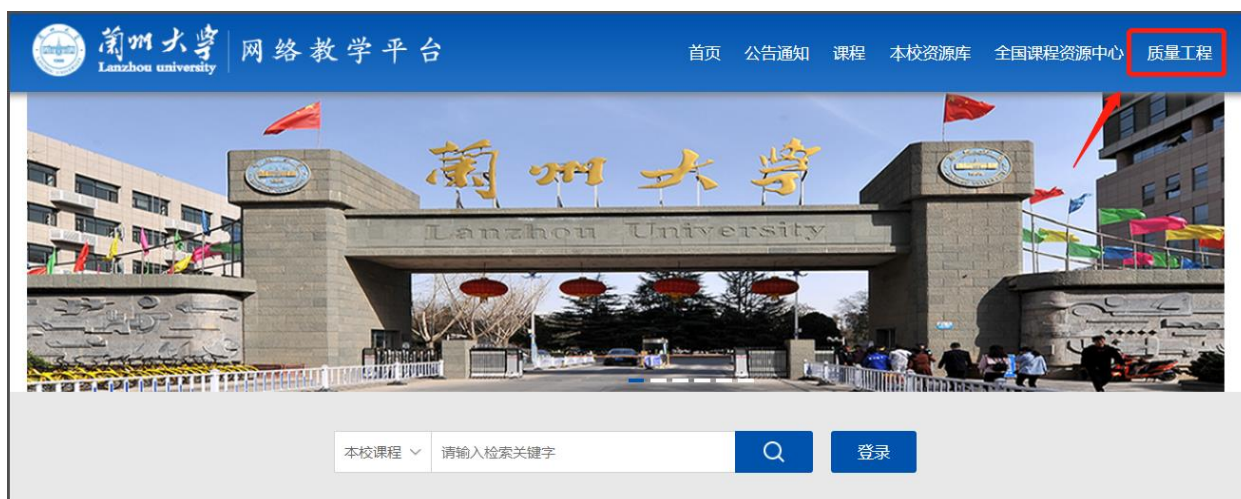 蘭州大学 网络教学平台
Lanzhou university
首页 公告通知 课程 本校资源库 全国课程资源中心 质量工程
蘭州大学
Lanzhou University
本校课程 请输入检索关键字 登录